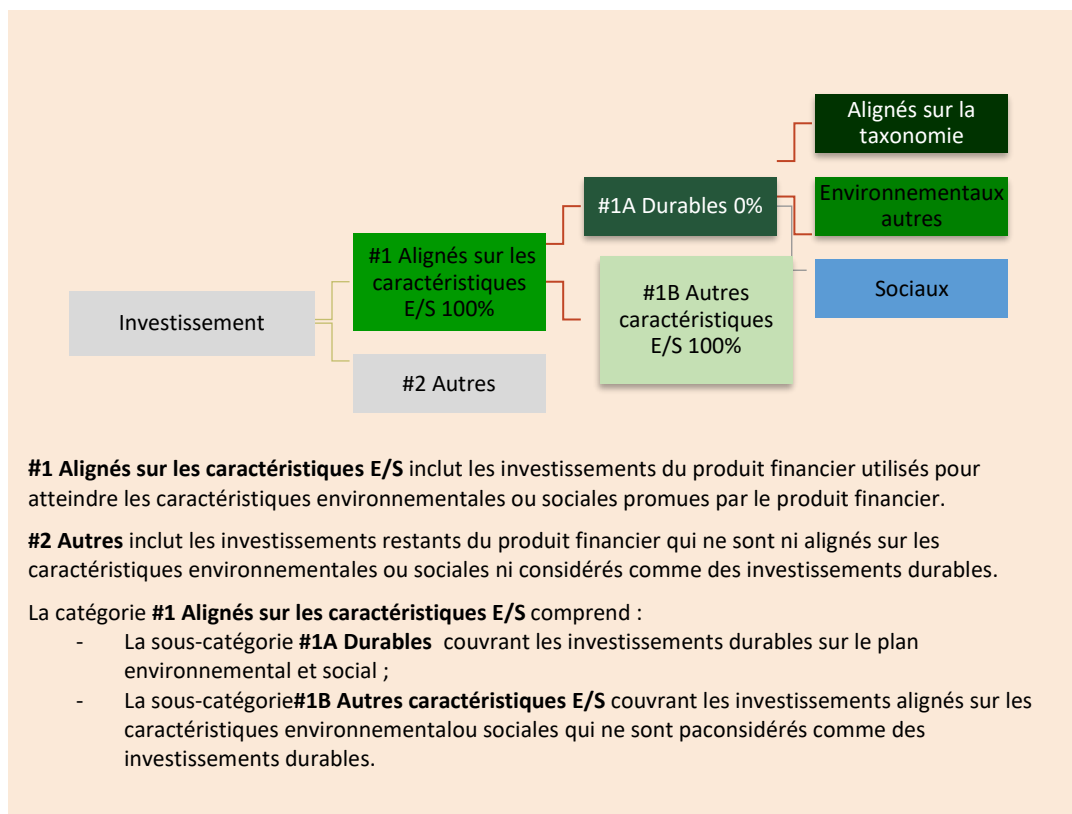 Alignés sur la
taxonomie
#1A Durables 0%
Environnementaux
autres
#1 Alignés sur les
caractéristiques
E/S 100%
#1B Autres
caractéristiques
E/S 100%
Sociaux
Investissement
#2 Autres
#1 Alignés sur les caractéristiques E/S inclut les investissements du produit financier utilisés pour
atteindre les caractéristiques environnementales ou sociales promues par le produit financier.
#2 Autres inclut les investissements restants du produit financier qui ne sont ni alignés sur les
caractéristiques environnementales ou sociales ni considérés comme des investissements durables.
La catégorie #1 Alignés sur les caractéristiques E/S comprend :
- La sous-catégorie #1A Durables couvrant les investissements durables sur le plan
environnemental et social ;
- La sous-catégorie#1B Autres caractéristiques E/S couvrant les investissements alignés sur les
caractéristiques environnementalou sociales qui ne sont paconsidérés comme des
investissements durables.